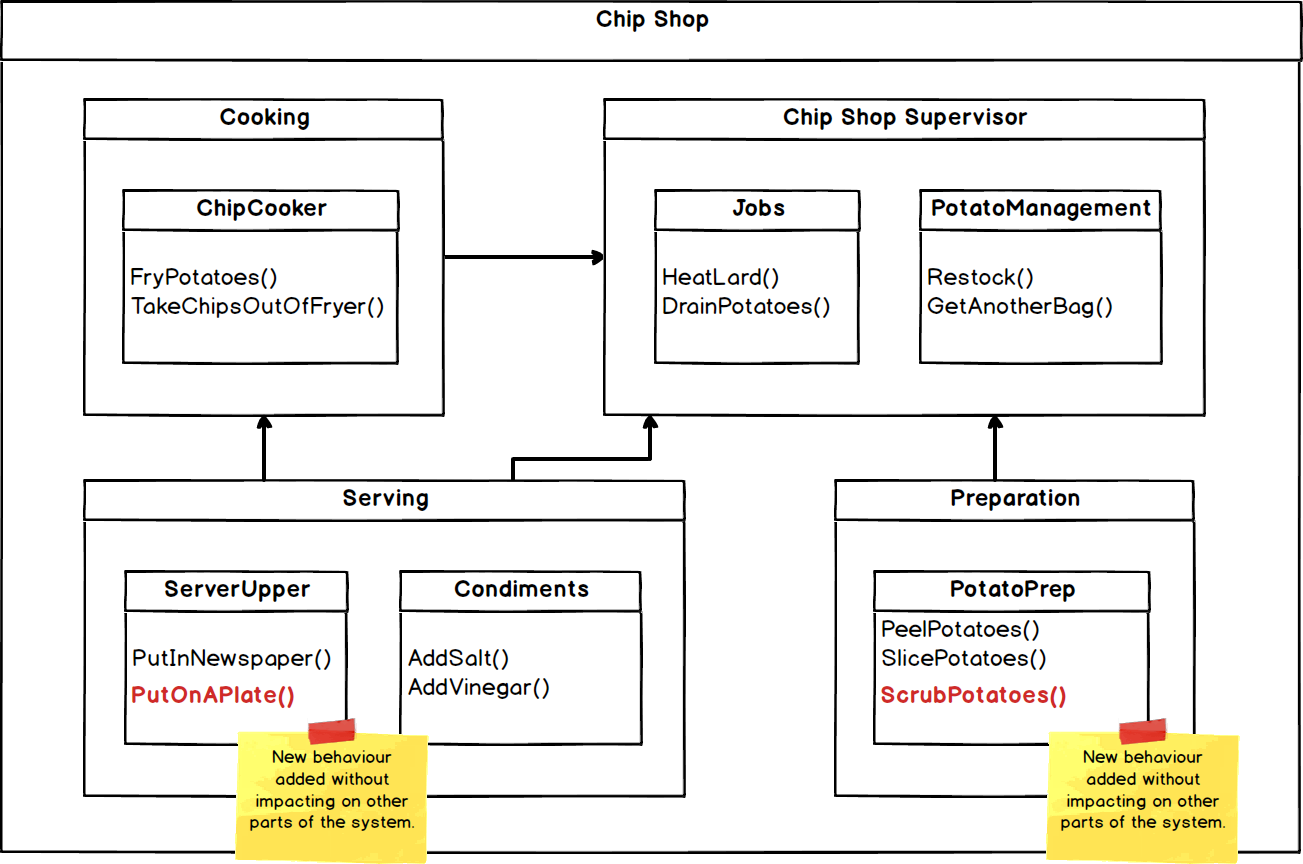 Chip Shop
Cooking
ChipCooker
FryPotatoes()
TakeChipsOutOfFryer()
Chip Shop Supervisor
Jobs
HeatLard()
DrainPotatoes()
PotatoManagement
Restock()
GetAnotherBag()
Serving
ServerUpper
PutInNewspaper()
PutOnAPlate()
New behaviour
added without
impacting on other
parts of the system.
Condiments
AddSalt()
AddVinegar()
Preparation
PotatoPrep
PeelPotatoes()
SlicePotatoes()
ScrubPotatoes()
New behaviour
added without
impacting on other
parts of the system.